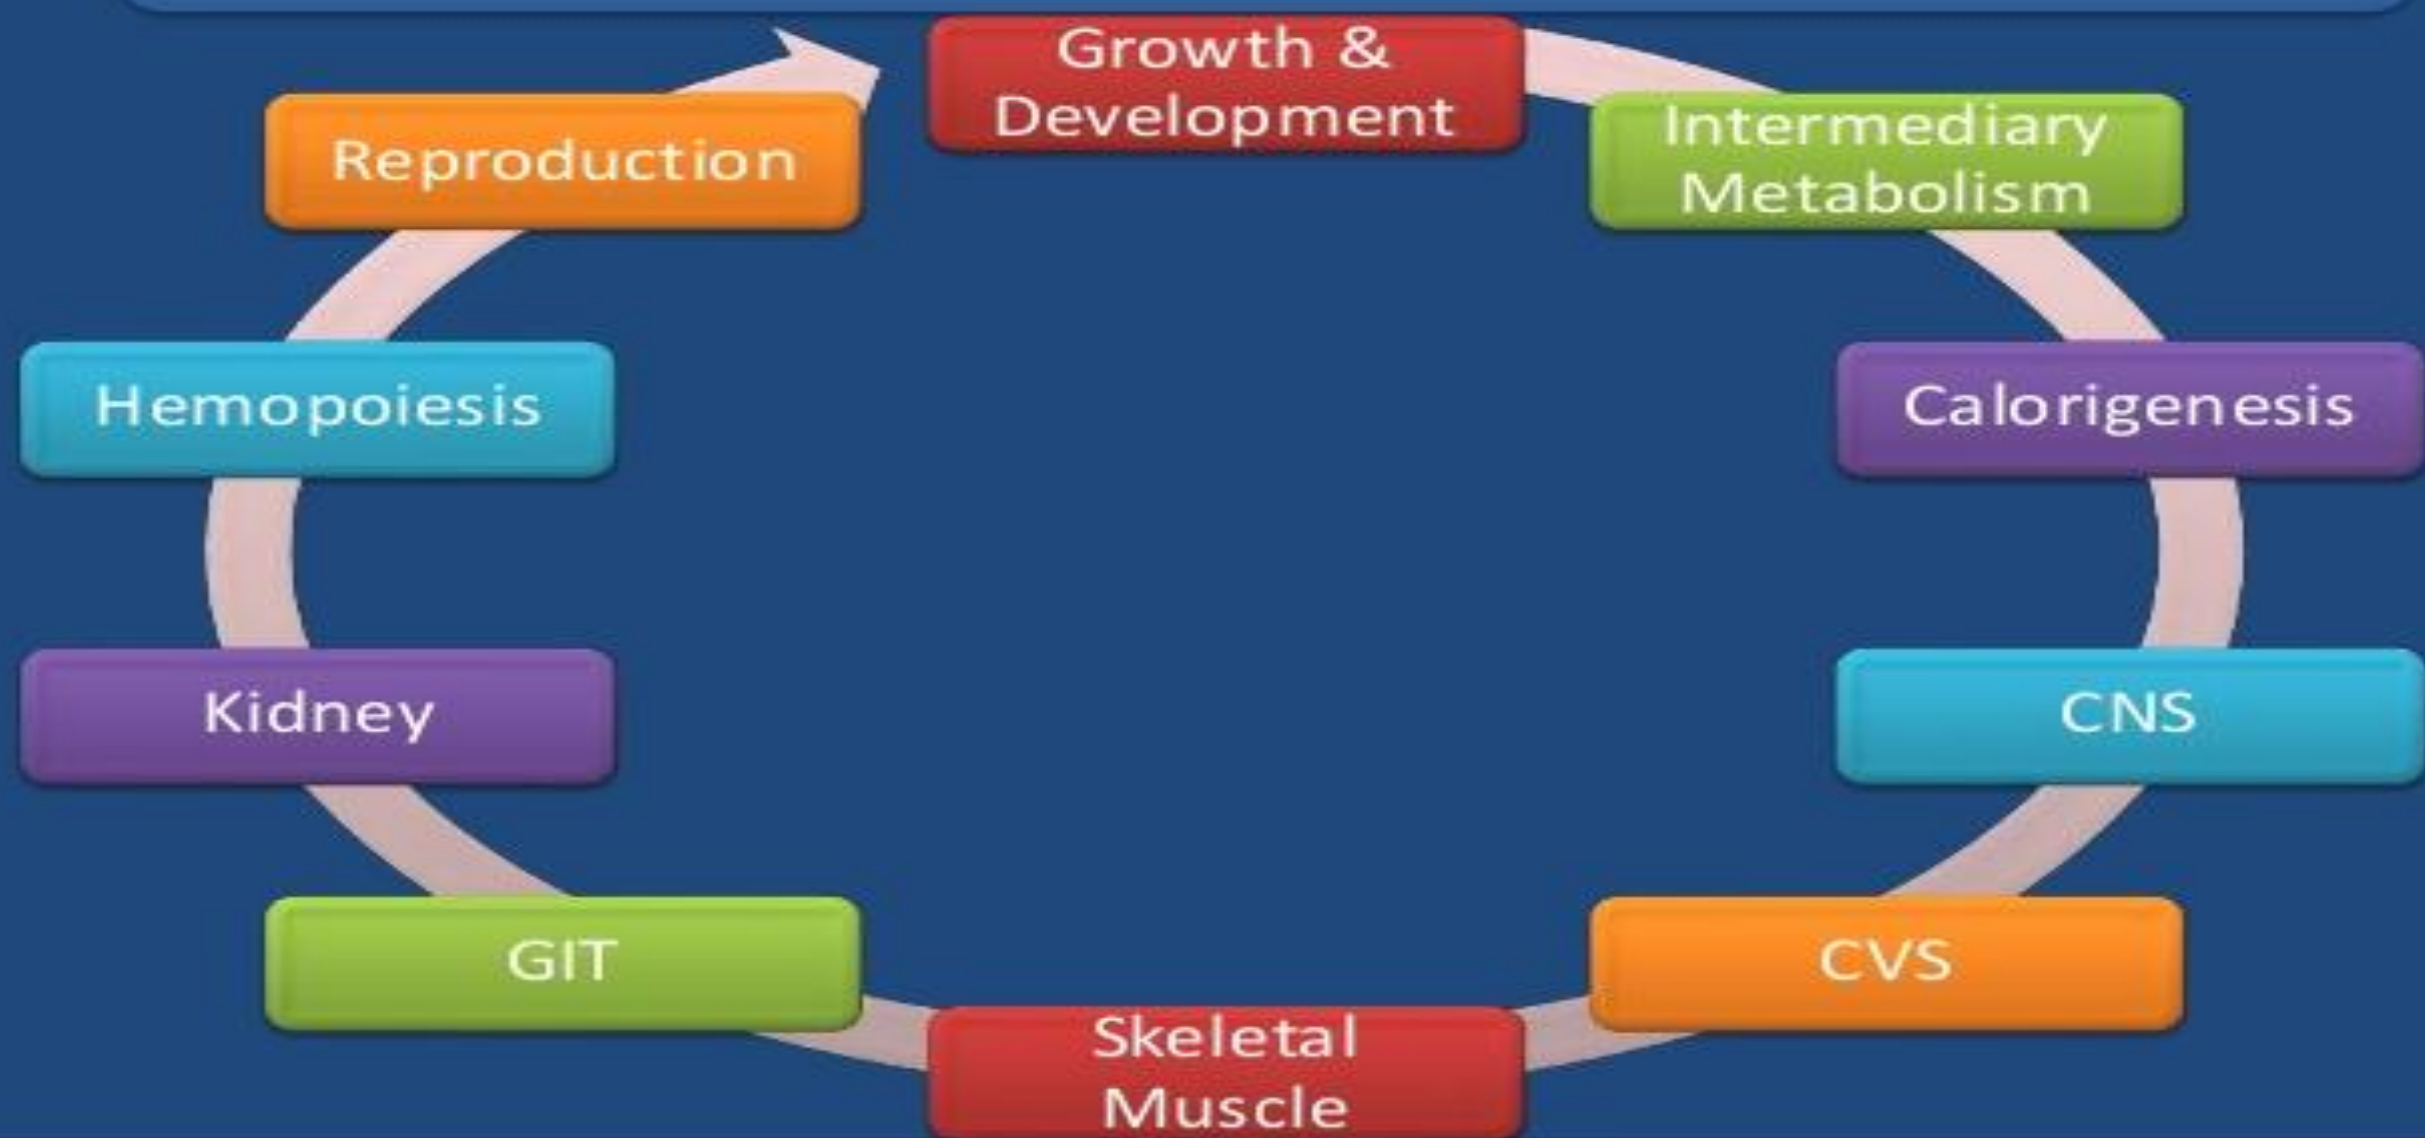 Growth &
Development
Intermediary
Metabolism
Calorigenesis
CNS
CVS
Skeletal
Muscle
GIT
Kidney
Hemopoiesis
Reproduction